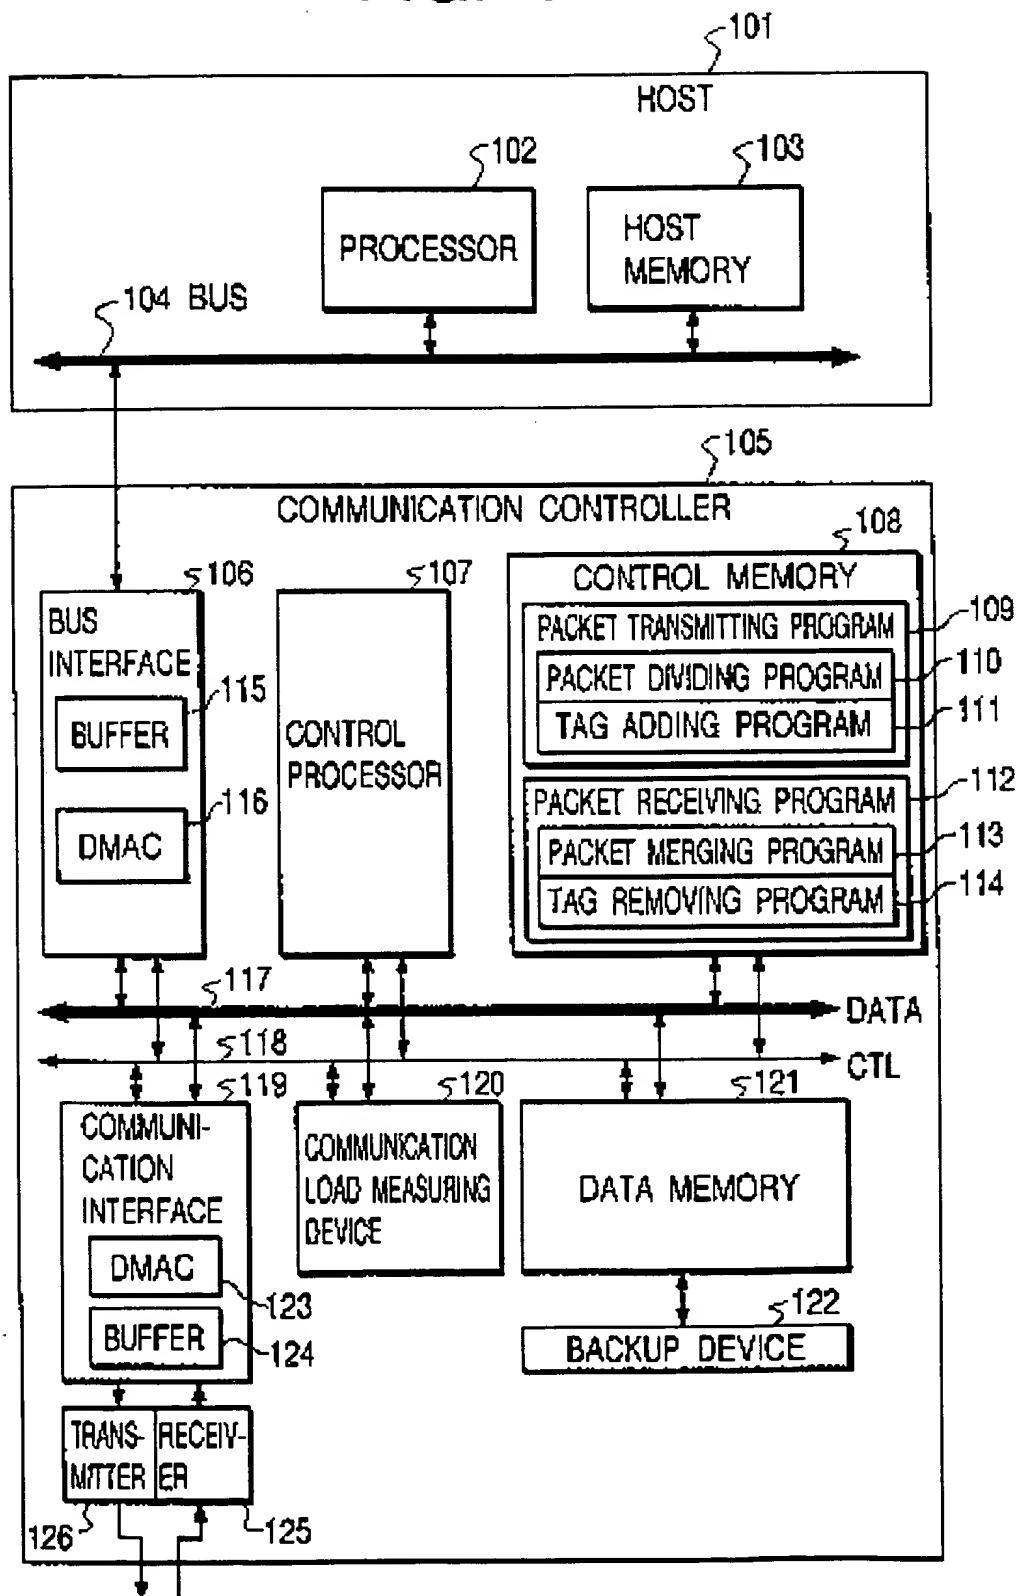 101
HOST
102
103
PROCESSOR
HOST
MEMORY
104 BUS
105
COMMUNICATION CONTROLLER
108
106
107
CONTROL MEMORY
BUS
INTERFACE
PACKET TRANSMITTING PROGRAM
109
PACKET DIVIDING PROGRAM
110
115
BUFFER
TAG ADDING PROGRAM
111
CONTROL
PROCESSOR
116
DMAC
PACKET RECEIVING PROGRAM
112
PACKET MERGING PROGRAM
113
TAG REMOVING PROGRAM
114
117
DATA
118
CTL
119
120
121
COMMUNI-
CATION
INTERFACE
COMMUNICATION
LOAD MEASURING
DEVICE
DATA MEMORY
DMAC
123
BUFFER
124
122
BACKUP DEVICE
TRANS-
MITTER
RECEIV-
ER
126
125